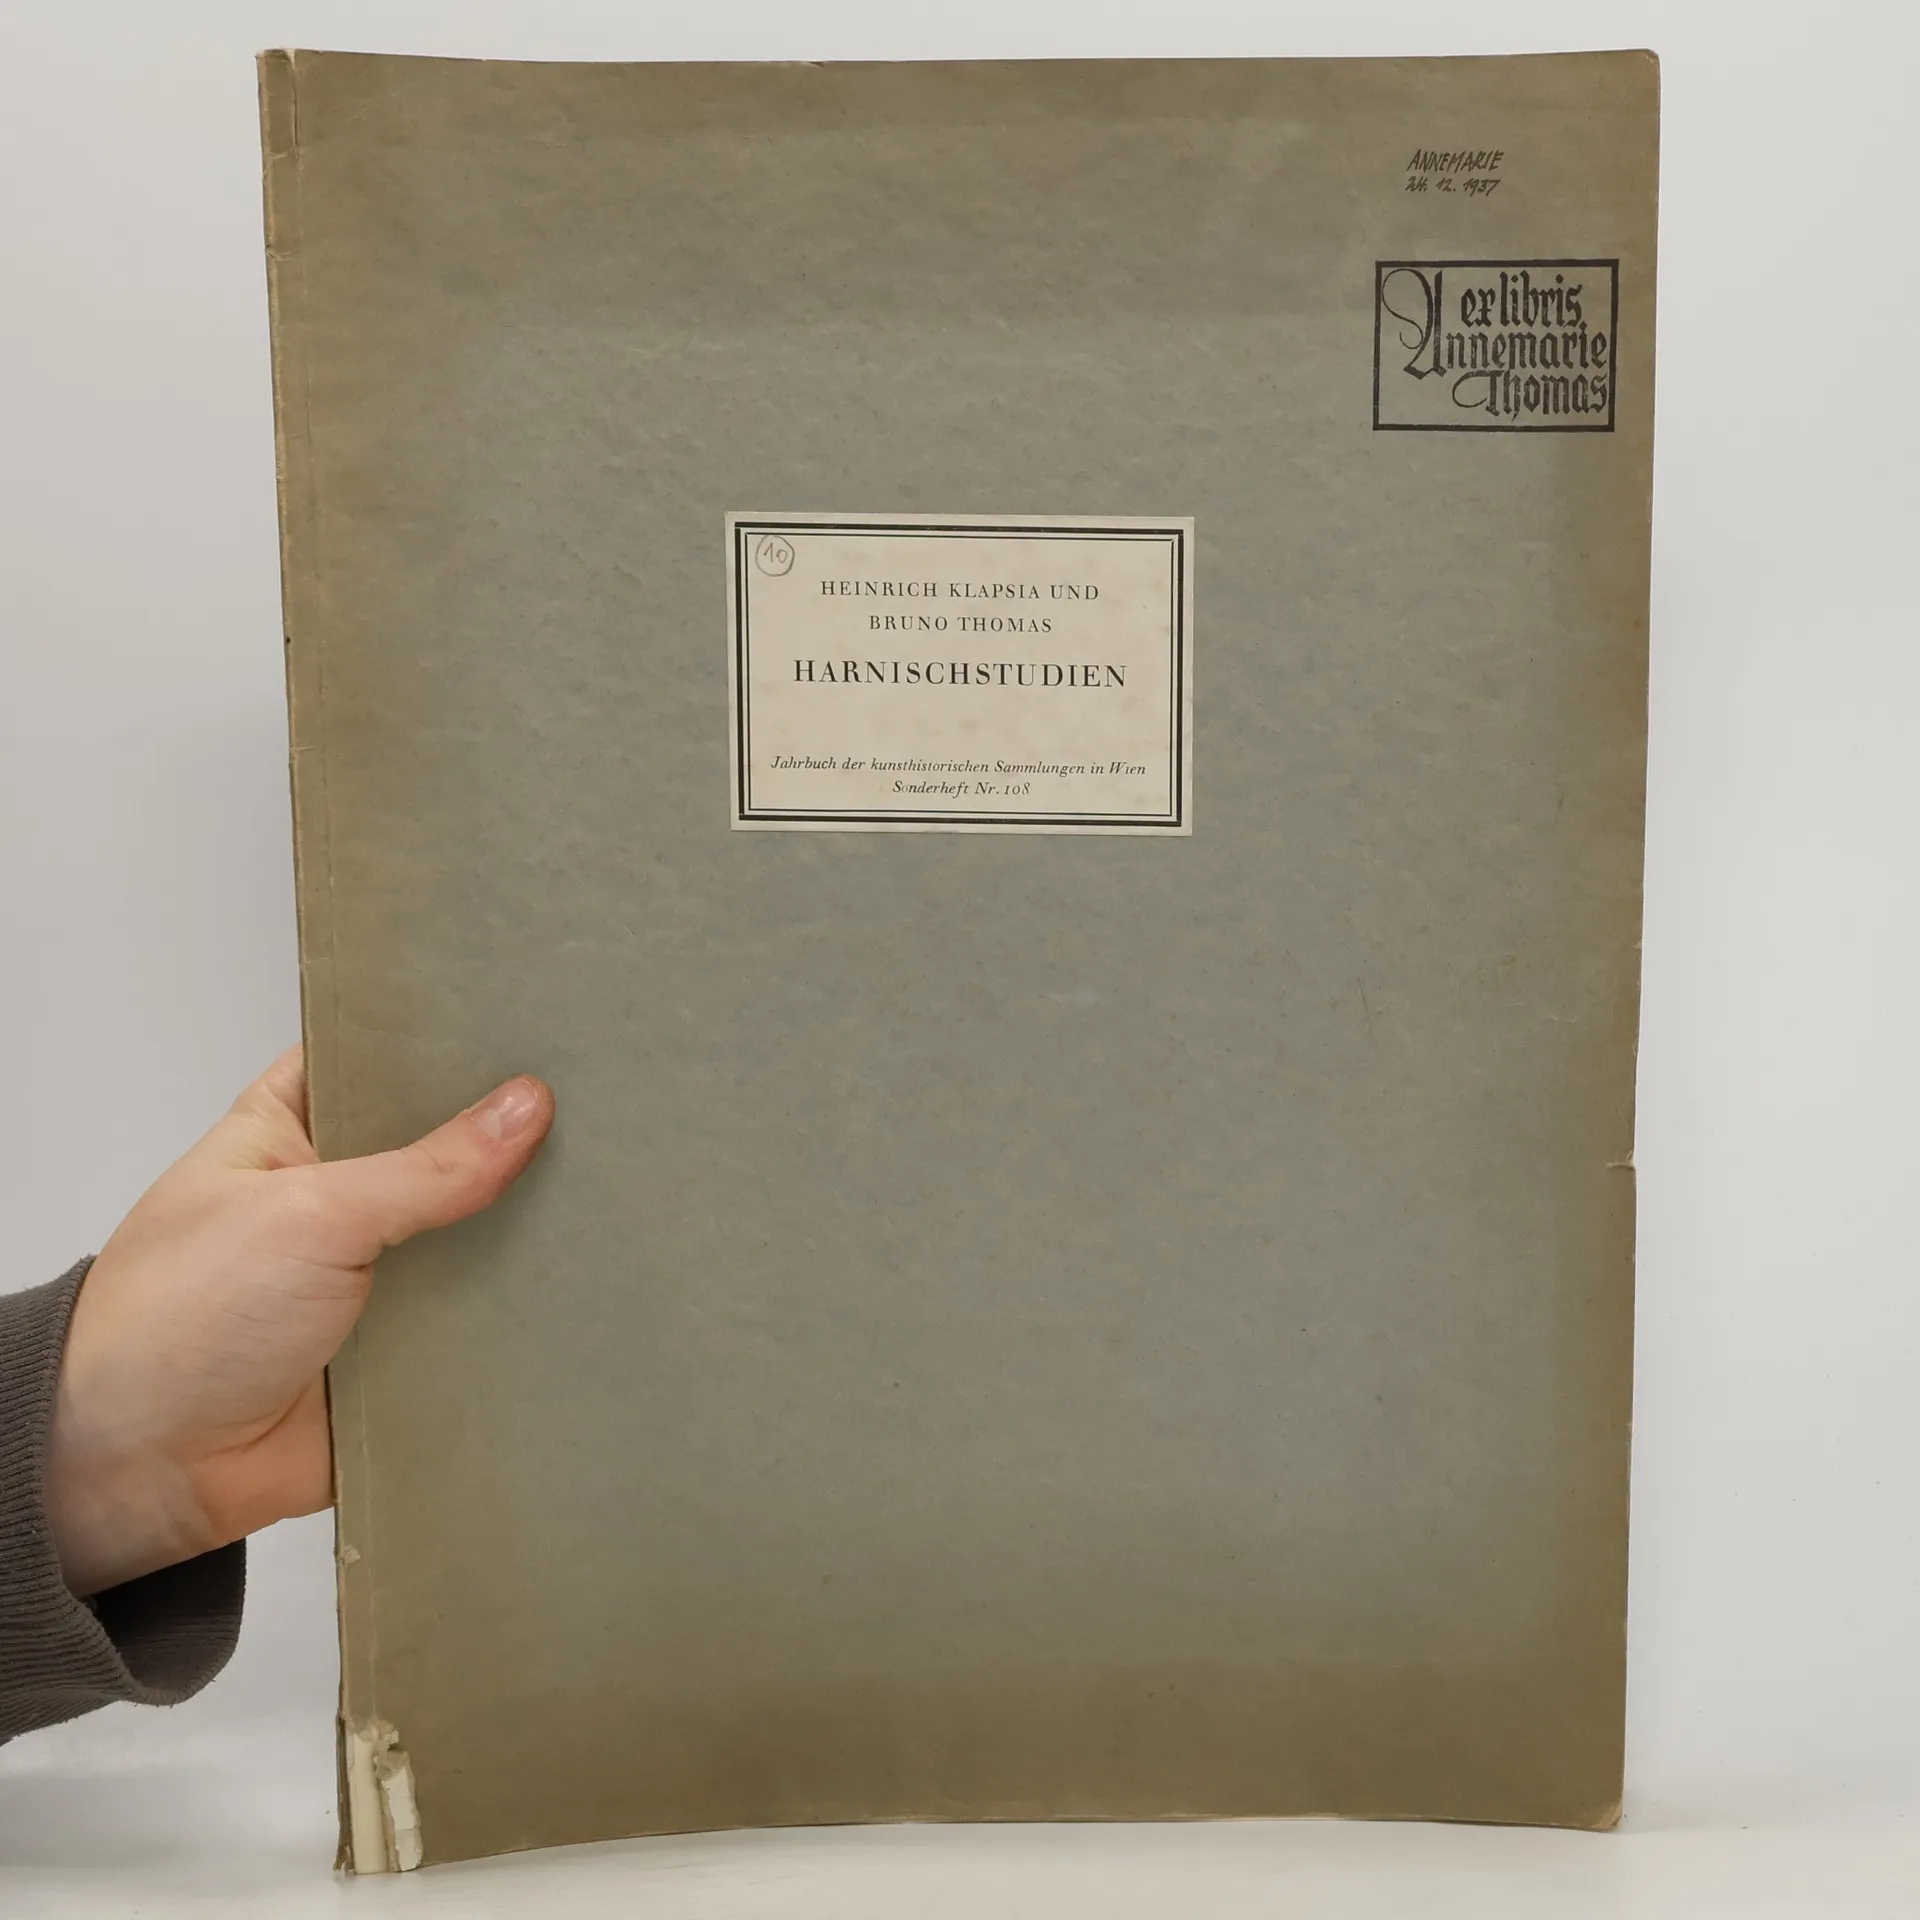 ANNEMARIE
24. 12. 1937
ex libris
Annemarie
Thomas
10
HEINRICH KLAPSIA UND
BRUNO THOMAS
HARNISCHSTUDIEN
Jahrbuch der kunsthistorischen Sammlungen in Wien
Sonderheft Nr. 108